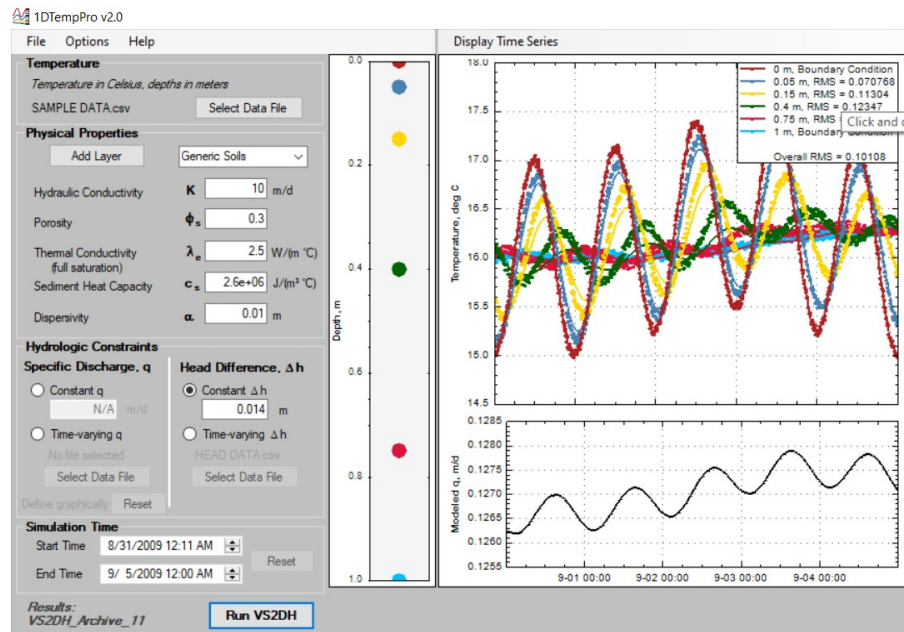 1DTempPro v2.0
File Options Help
Temperature
Temperature in Celsius, depths in meters
SAMPLE DATA.csv Select Data File
Physical Properties
Add Layer Generic Soils
Hydraulic Conductivity K 10 m/d
Porosity ϕs 0.3
Thermal Conductivity λe 2.5 W/(m °C)
(full saturation)
Sediment Heat Capacity cs 2.6e+06 J/(m³ °C)
Dispersivity α 0.01 m
Hydrologic Constraints
Specific Discharge, q Head Difference, Δh
Constant q Constant Δh
N/A m/d 0.014 m
Time-varying q Time-varying Δh
No file selected HEAD DATA.csv
Select Data File Select Data File
Define graphically Reset
Simulation Time
Start Time 8/31/2009 12:11 AM
Reset
End Time 9/ 5/2009 12:00 AM
Results:
VS2DH_Archive_11
Run VS2DH
0.0
0.2
0.4
Depth, m
0.6
0.8
1.0
Display Time Series
0 m, Boundary Condition
0.05 m, RMS = 0.070768
0.15 m, RMS = 0.11304
0.4 m, RMS = 0.12347
0.75 m, RMS Click and
1 m, Boundary Condition
Overall RMS = 0.10108
18.0
17.5
17.0
16.5
16.0
15.5
15.0
14.5
Temperature, deg C
0.1285
0.1280
0.1275
0.1270
0.1265
0.1260
0.1255
Modeled q, m/d
9-01 00:00 9-02 00:00 9-03 00:00 9-04 00:00